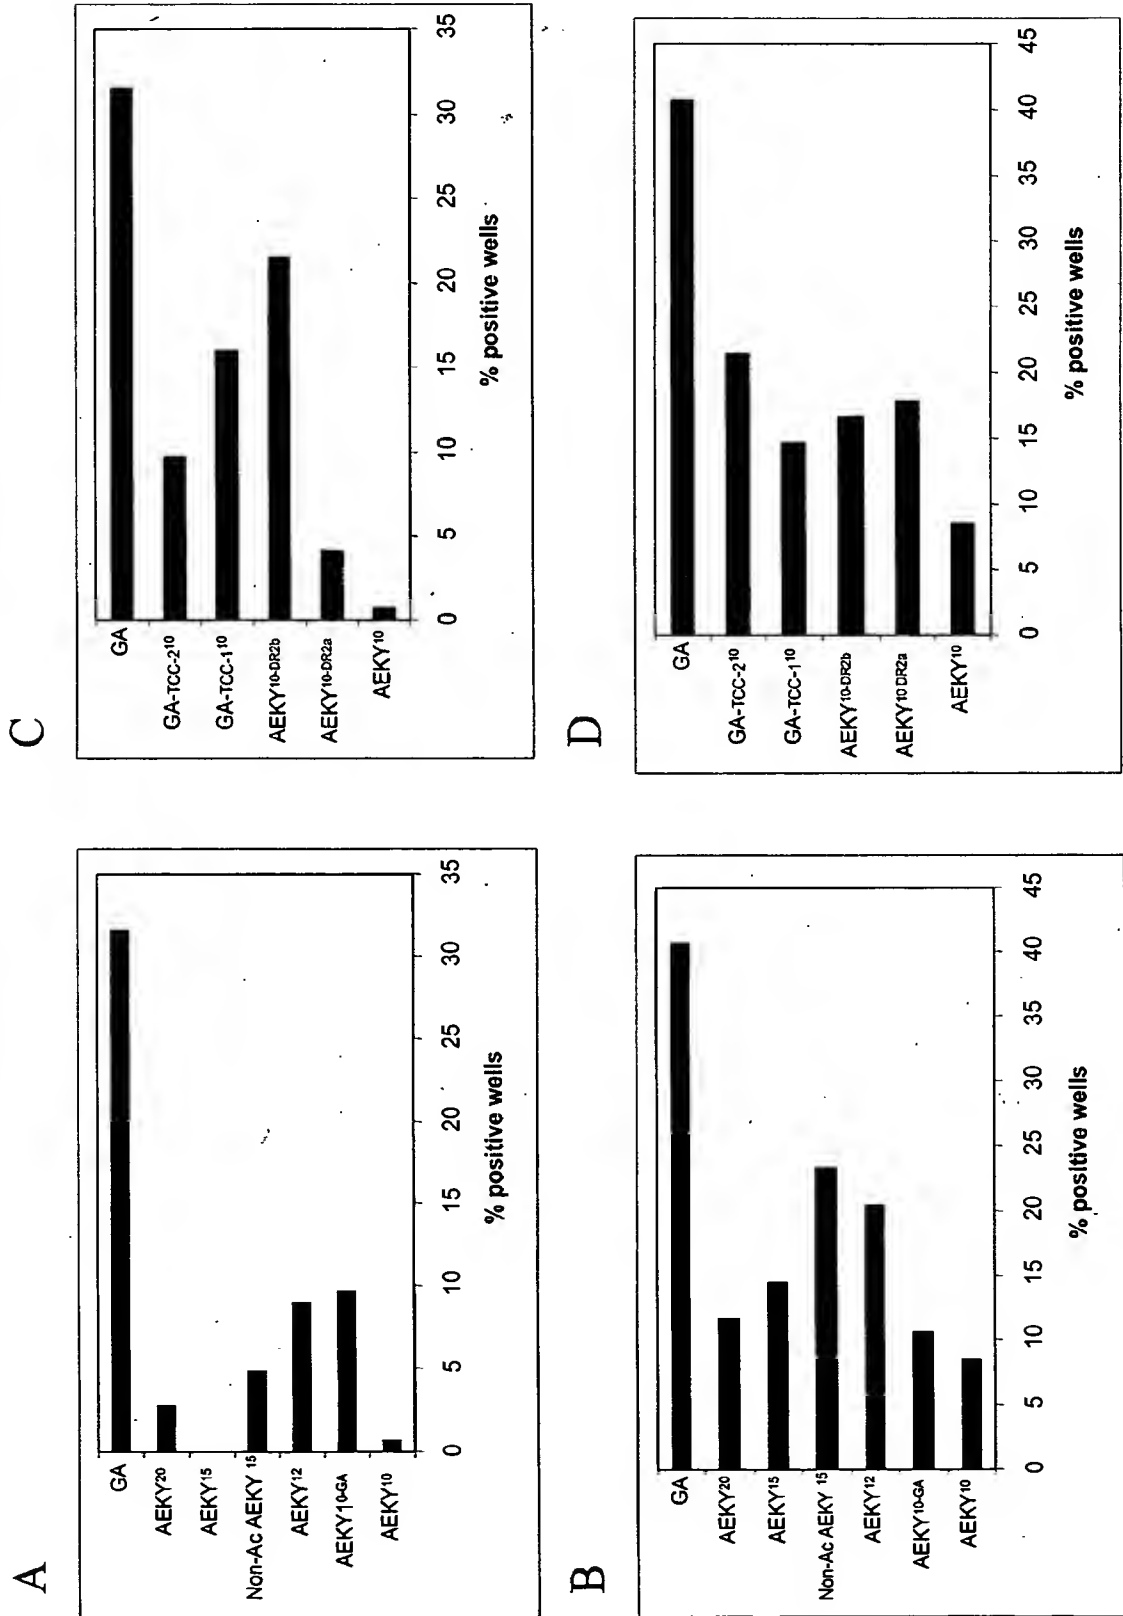 A
GA
AEKY20
AEKY15
Non-Ac AEKY 15
AEKY12
AEKY10-GA
AEKY10
0 5 10 15 20 25 30 35
% positive wells
B
GA
AEKY20
AEKY15
Non-Ac AEKY 15
AEKY12
AEKY10-GA
AEKY10
0 5 10 15 20 25 30 35 40 45
% positive wells
C
GA
GA-TCC-210
GA-TCC-110
AEKY10-DR2b
AEKY10-DR2a
AEKY10
0 5 10 15 20 25 30 35
% positive wells
D
GA
GA-TCC-210
GA-TCC-110
AEKY10-DR2b
AEKY10 DR2a
AEKY10
0 5 10 15 20 25 30 35 40 45
% positive wells